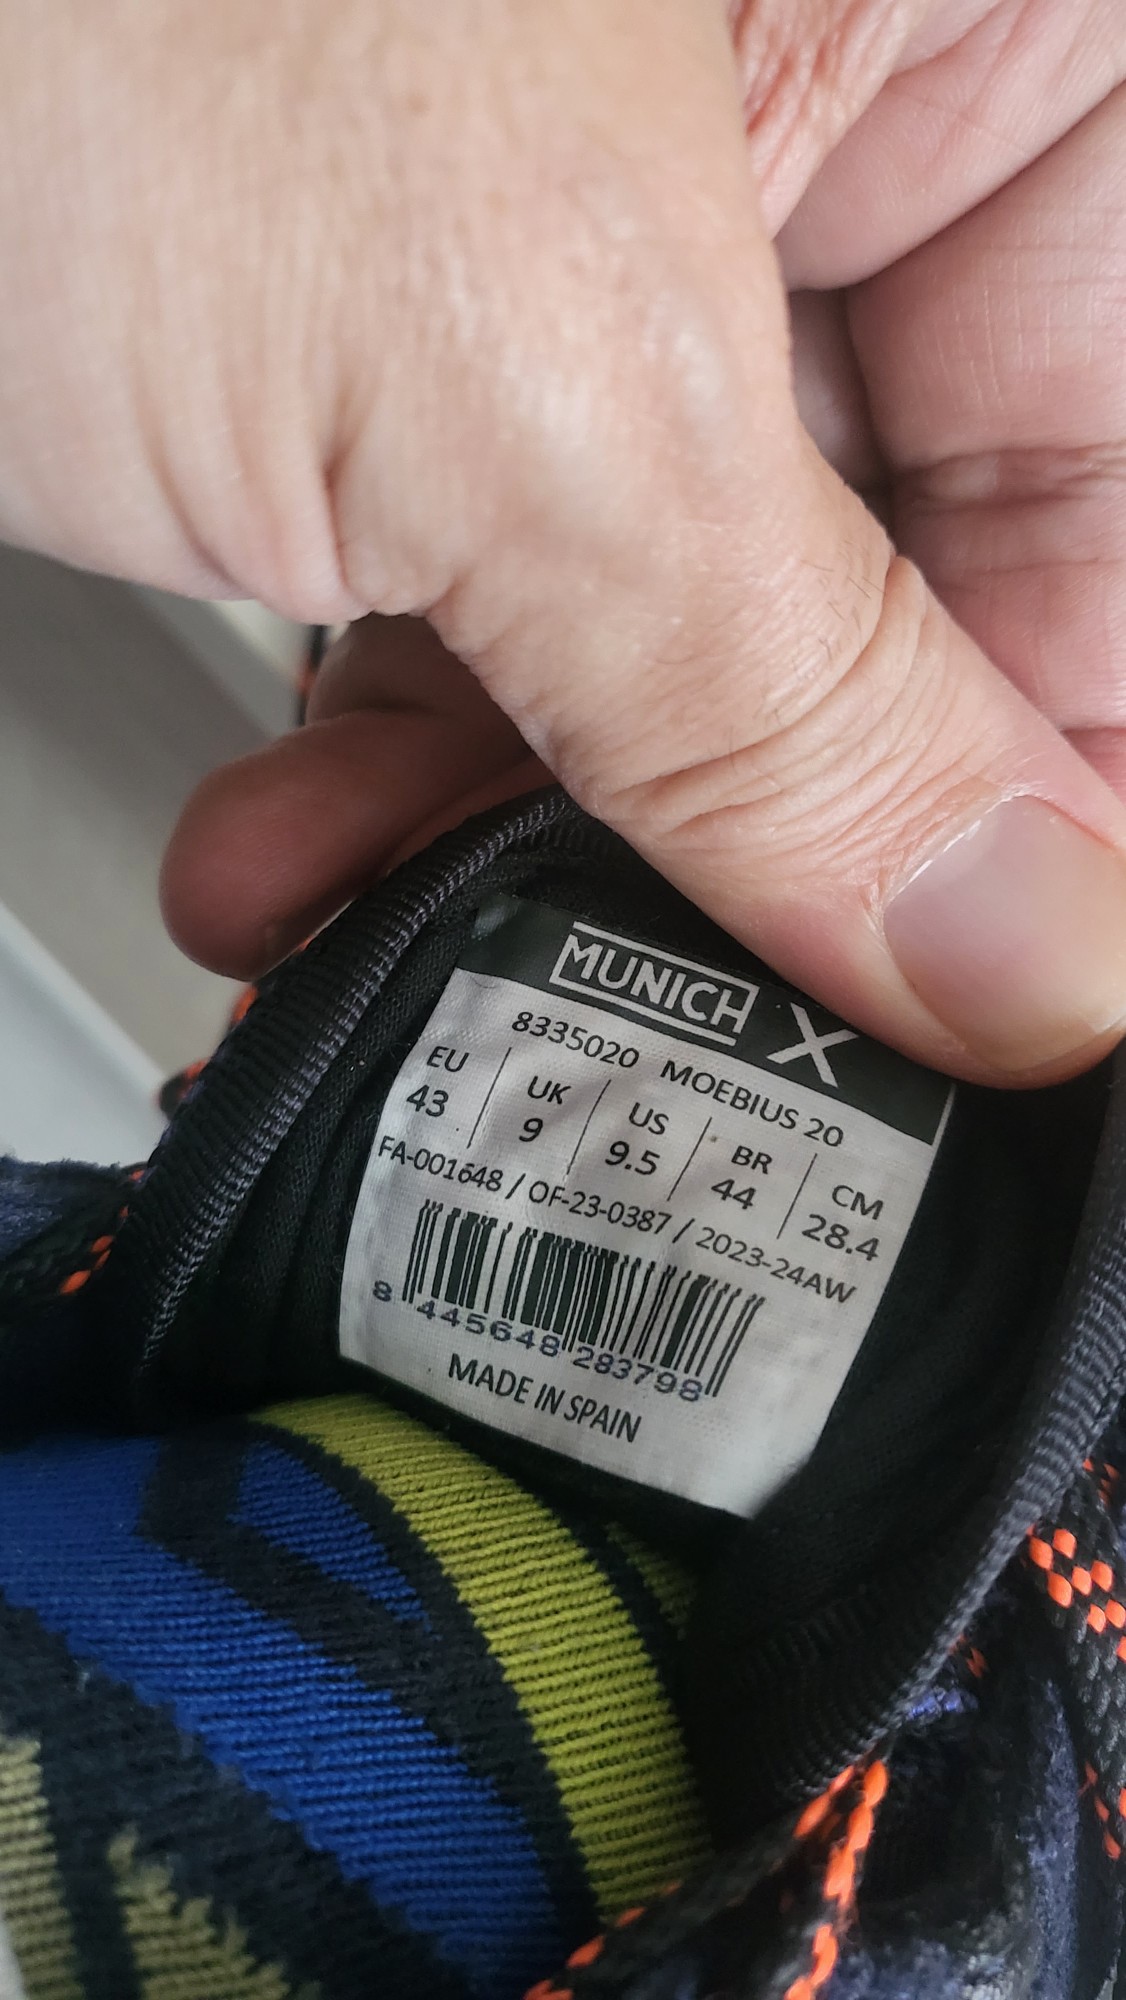 MUNICH X
8335020 MOEBIUS 20
EU UK US BR CM
43 9 9.5 44 28.4
FA-001648 / OF-23-0387 / 2023-24AW
8 445648 283798
MADE IN SPAIN